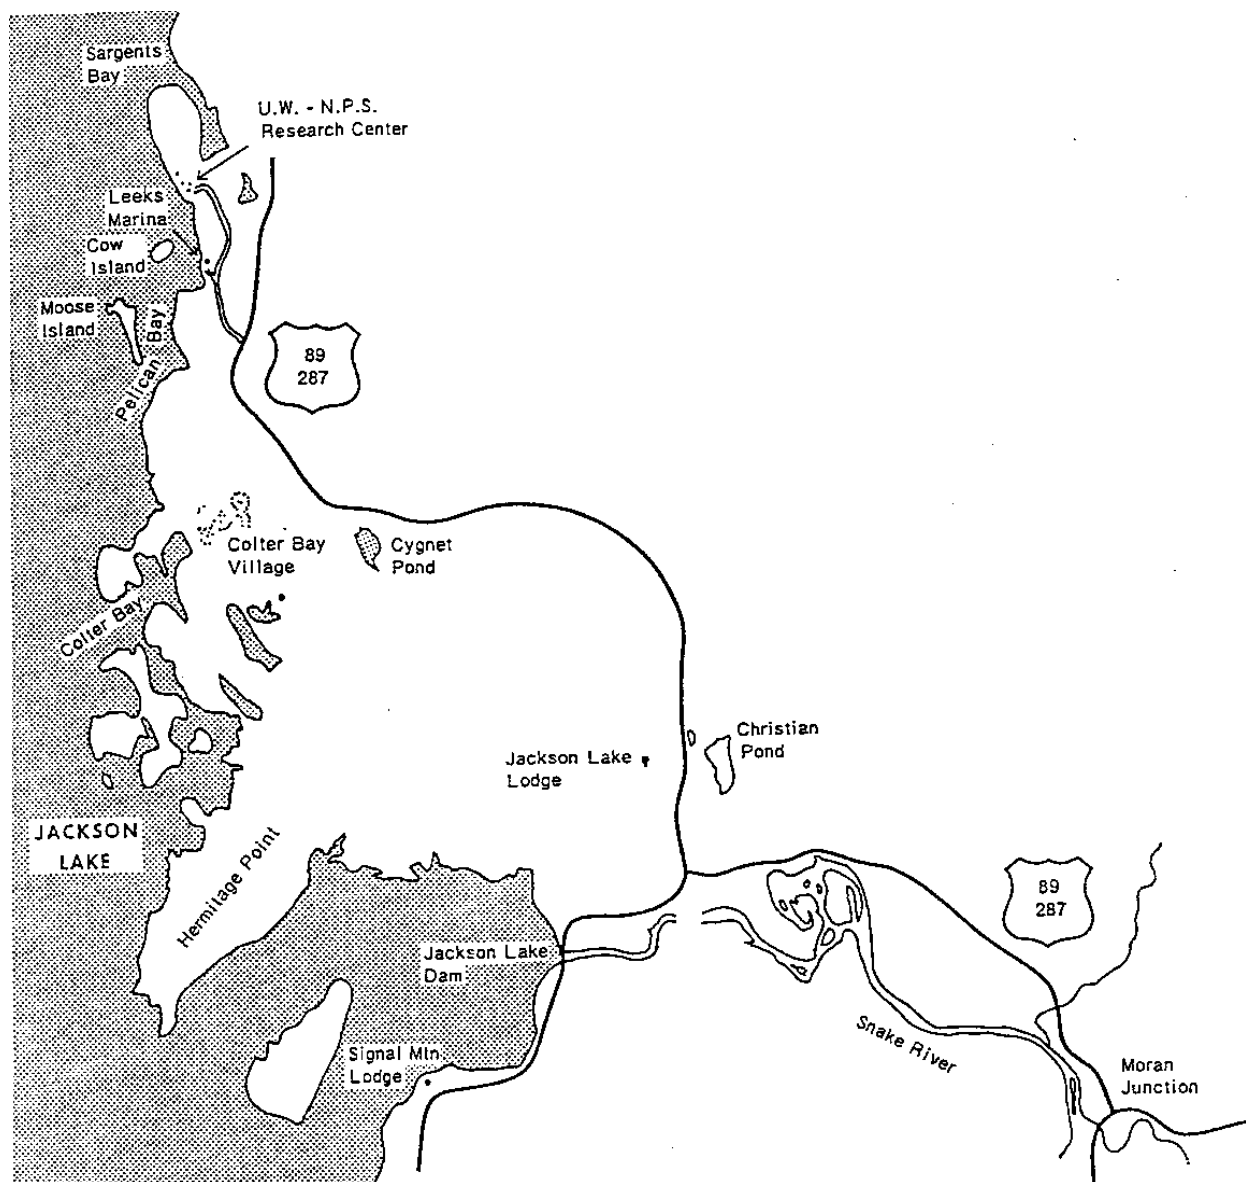 Sargents
Bay
U.W. - N.P.S.
Research Center
Leeks
Marina
Cow
Island
Moose
Island
Pelican Bay
89
287
Colter Bay
Village
Cygnet
Pond
Colter Bay
Christian
Pond
Jackson Lake
Lodge
JACKSON
LAKE
Hermitage Point
89
287
Jackson Lake
Dam
Snake River
Signal Mtn.
Lodge
Moran
Junction